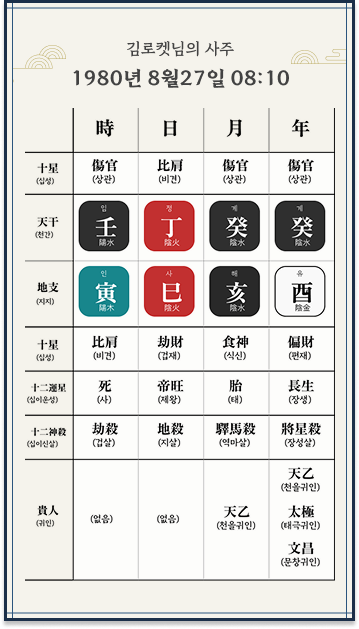 김로켓님의 사주
1980년 8월27일 08:10
時 日 月 年
十星 傷官 比肩 傷官 傷官
(십성) (상관) (비견) (상관) (상관)
天干 임 정 계 계
(천간) 壬 丁 癸 癸
陽水 陰火 陰水 陰水
地支 인 사 해 유
(지지) 寅 巳 亥 酉
陽木 陰火 陰水 陰金
十星 比肩 劫財 食神 偏財
(십성) (비견) (겁재) (식신) (편재)
十二運星 死 帝旺 胎 長生
(십이운성) (사) (제왕) (태) (장생)
十二神殺 劫殺 地殺 驛馬殺 將星殺
(십이신살) (겁살) (지살) (역마살) (장성살)
貴人 (없음) (없음) 天乙 天乙
(귀인) (천을귀인) (천을귀인)
太極
(태극귀인)
文昌
(문창귀인)